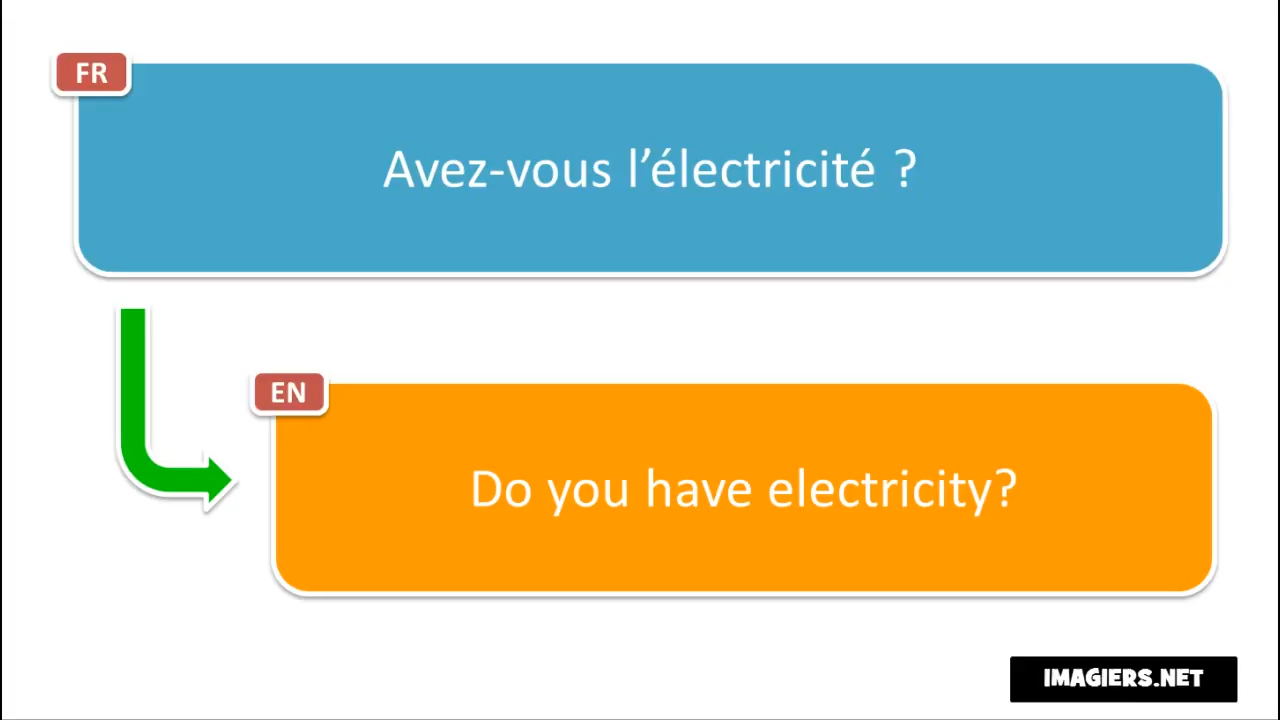 FR
Avez-vous l’électricité ?
EN
Do you have electricity?
IMAGIERS.NET